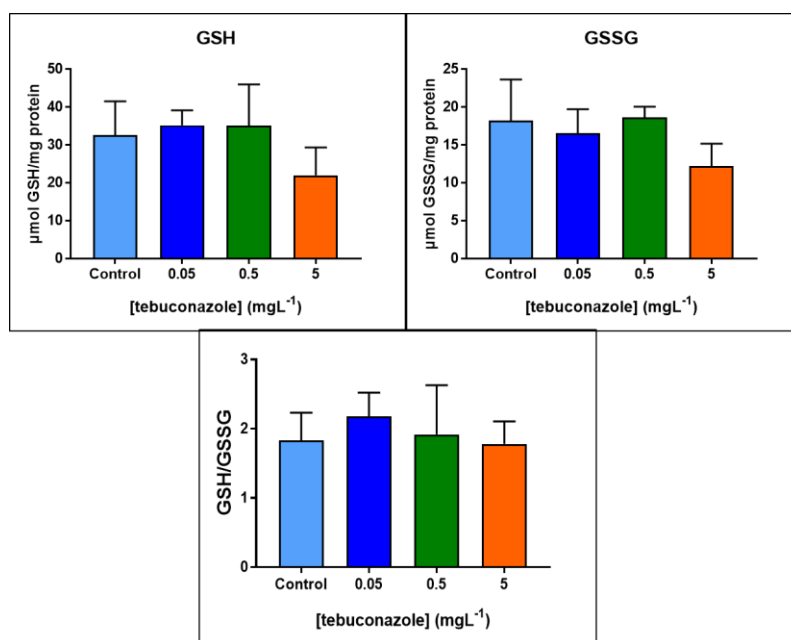 GSH
µmol GSH/mg protein
50
40
30
20
10
0
Control 0.05 0.5 5
[tebuconazole] (mgL⁻¹)
GSSG
µmol GSSG/mg protein
25
20
15
10
5
0
Control 0.05 0.5 5
[tebuconazole] (mgL⁻¹)
GSH/GSSG
3
2
1
0
Control 0.05 0.5 5
[tebuconazole] (mgL⁻¹)